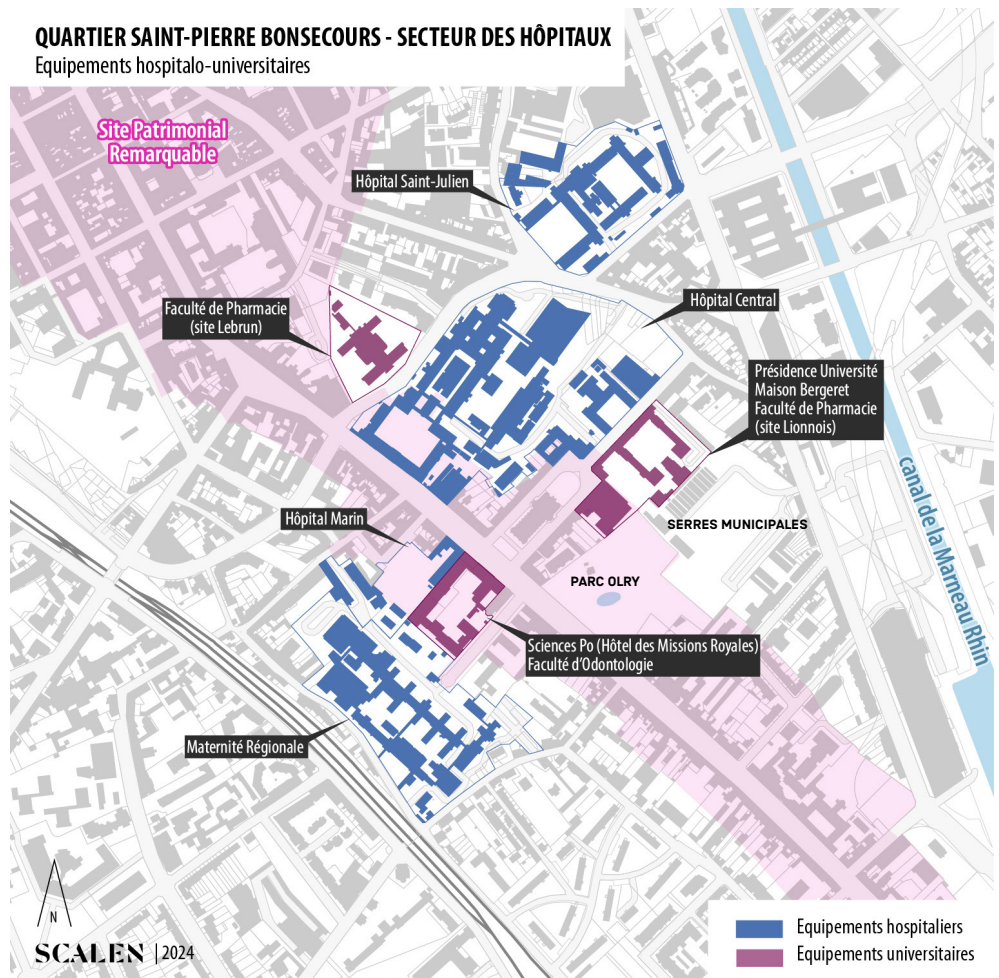 QUARTIER SAINT-PIERRE BONSECOURS - SECTEUR DES HÔPITAUX
Equipements hospitalo-universitaires
Site Patrimonial
Remarquable
Hôpital Saint-Julien
Faculté de Pharmacie
(site Lebrun)
Hôpital Central
Présidence Université
Maison Bergeret
Faculté de Pharmacie
(site Lionnois)
canal de la Marneau Rhin
Hôpital Marin
SERRES MUNICIPALES
PARC OLRY
Sciences Po (Hôtel des Missions Royales)
Faculté d'Odontologie
Maternité Régionale
N
SCALEN | 2024
Equipements hospitaliers
Equipements universitaires